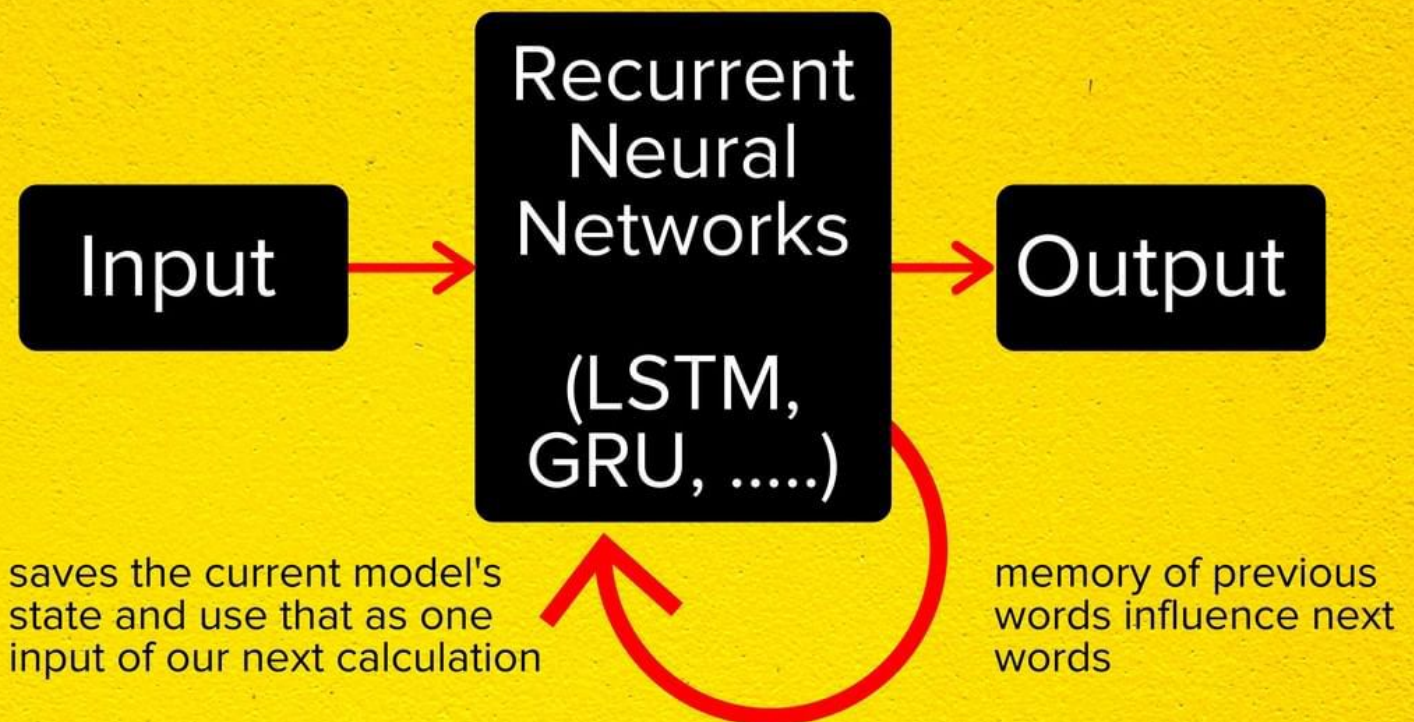 Input
Recurrent
Neural
Networks
(LSTM,
GRU, .....)
Output
saves the current model's
state and use that as one
input of our next calculation
memory of previous
words influence next
words